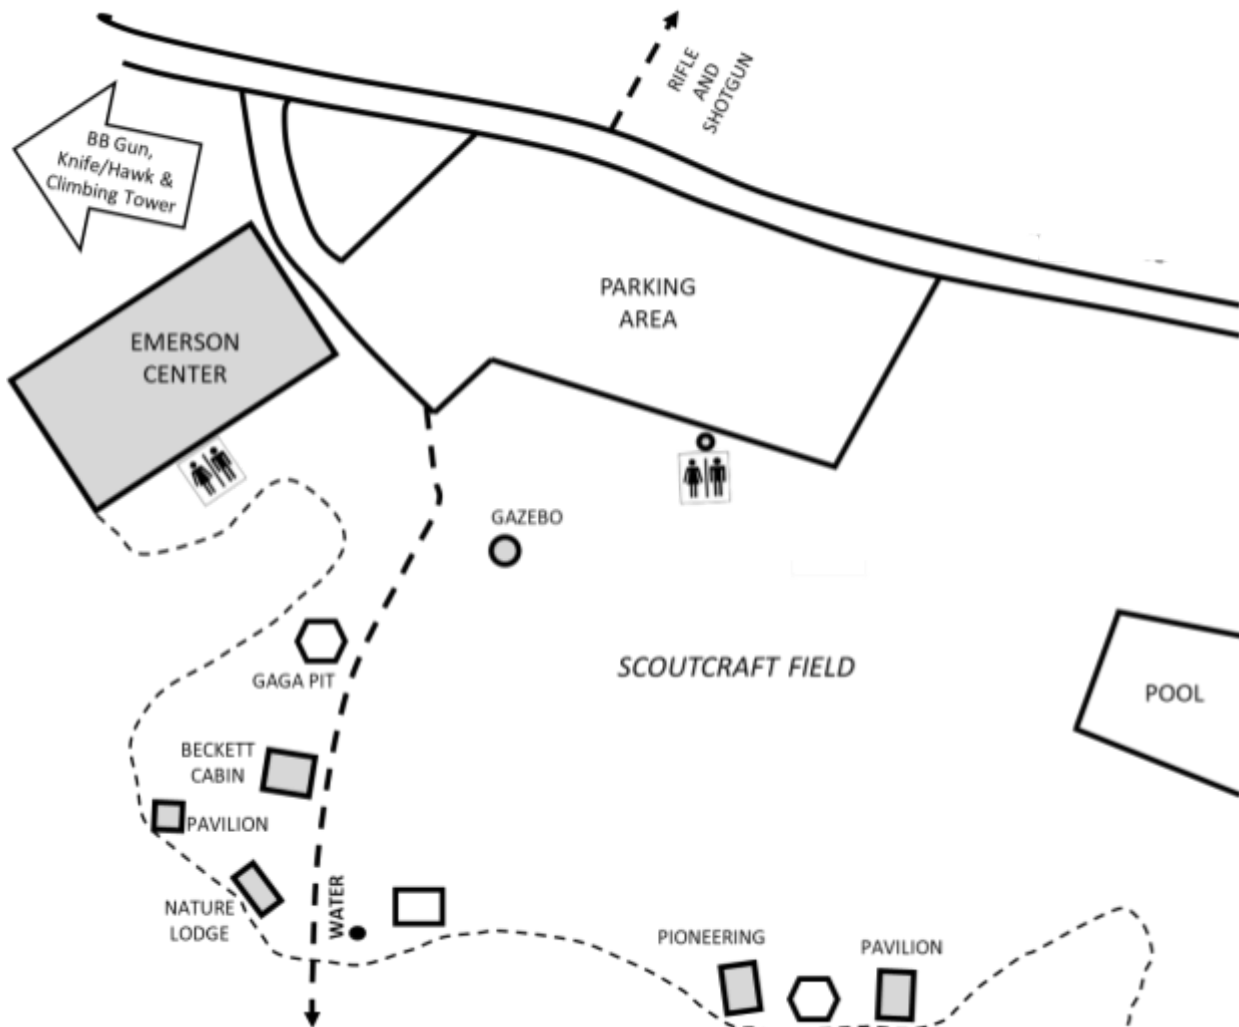 RIFLE
AND
SHOTGUN
BB Gun,
Knife/Hawk &
Climbing Tower
PARKING
AREA
EMERSON
CENTER
GAZEBO
SCOUTCRAFT FIELD
GAGA PIT
POOL
BECKETT
CABIN
PAVILION
NATURE
LODGE
WATER
PIONEERING
PAVILION